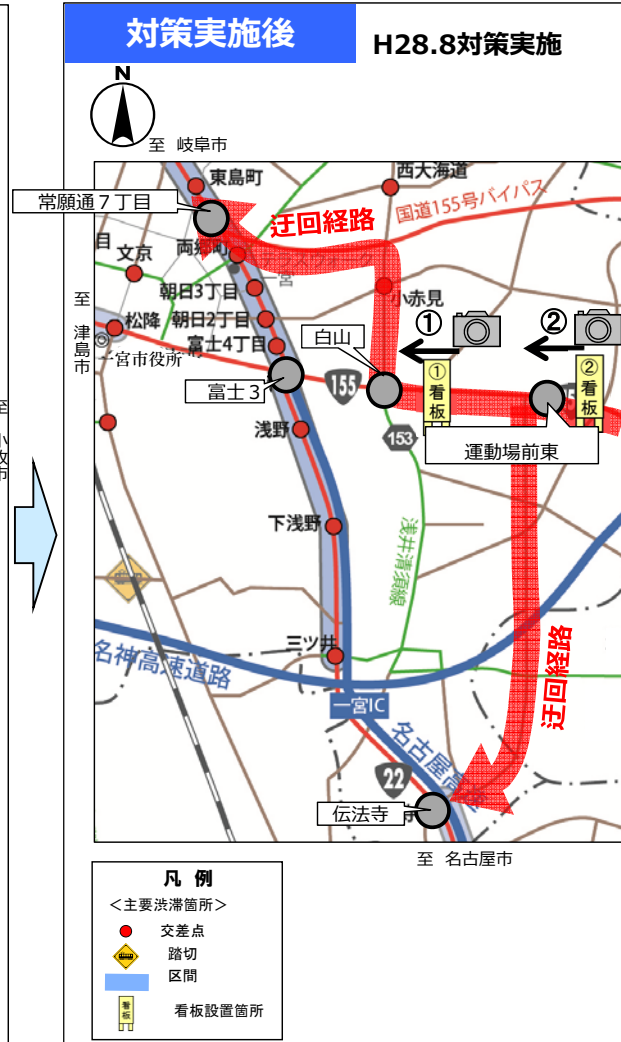 対策実施後
H28.8対策実施
N
至 岐阜市
東島町
西大海道
常願通7丁目
国道155号バイパス
迂回経路
目
文京
両郷町
一宮
小赤見
朝日3丁目
至 津島市
松降
朝日2丁目
富士4丁目
一宮市役所前
白山
①
②
①看板
②看板
富士3
155
運動場前東
浅野
153
至 小牧市
下浅野
浅井清須線
三ツ井
名神高速道路
迂回経路
一宮IC
名古屋高
22
伝法寺
至 名古屋市
凡 例
<主要渋滞箇所>
交差点
踏切
区間
看板
看板設置箇所